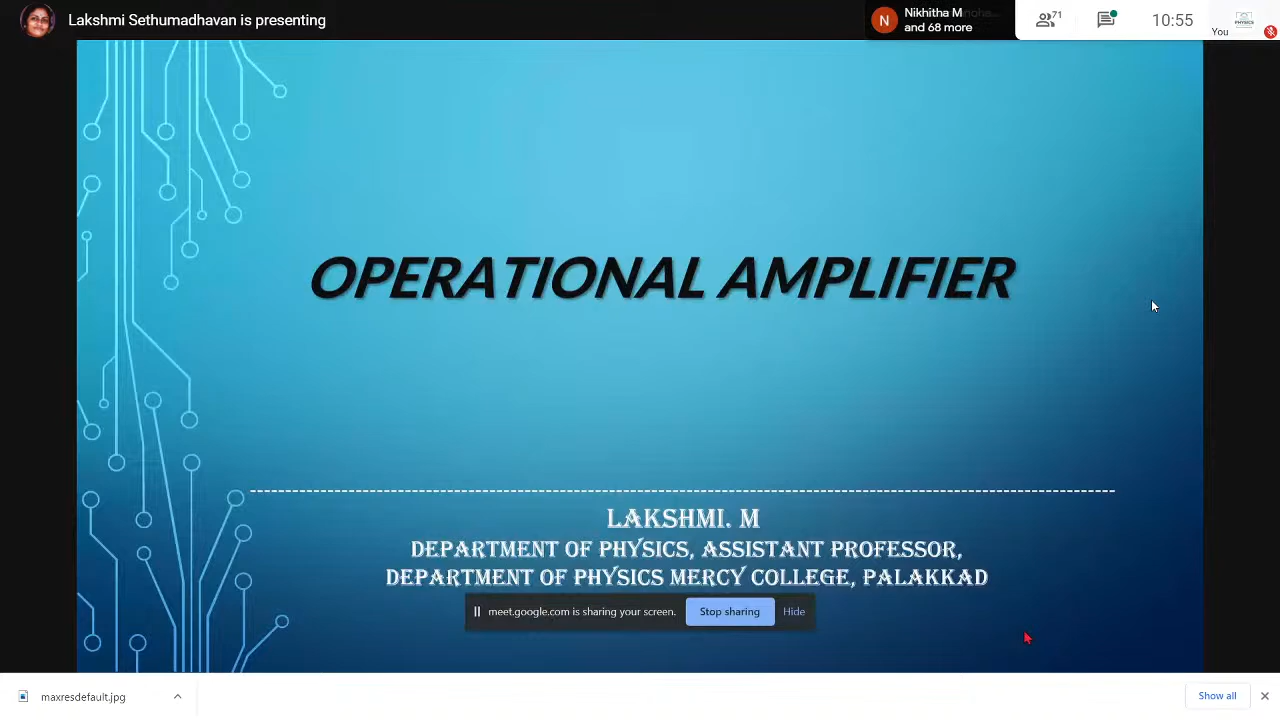 Lakshmi Sethumadhavan is presenting
N
Nikhitha M
and 68 more
71
10:55
PHYSICS
You
OPERATIONAL AMPLIFIER
LAKSHMI. M
DEPARTMENT OF PHYSICS, ASSISTANT PROFESSOR,
DEPARTMENT OF PHYSICS MERCY COLLEGE, PALAKKAD
meet.google.com is sharing your screen.
Stop sharing
Hide
maxresdefault.jpg
Show all